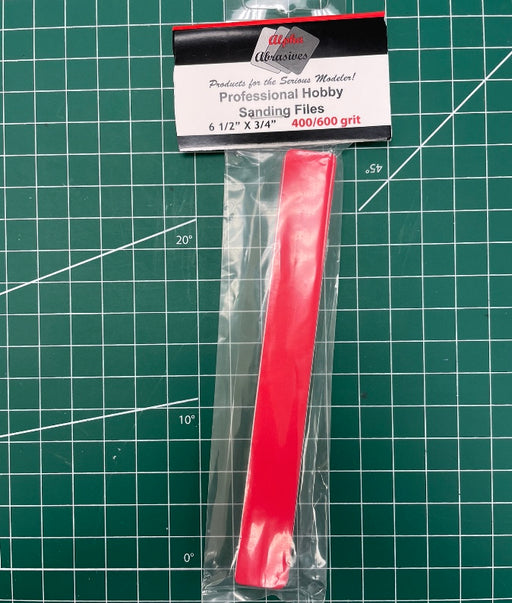 Alpha
Abrasives
Products for the Serious Modeler!
Professional Hobby
Sanding Files
6 1/2" X 3/4" 400/600 grit
45°
20°
10°
0°